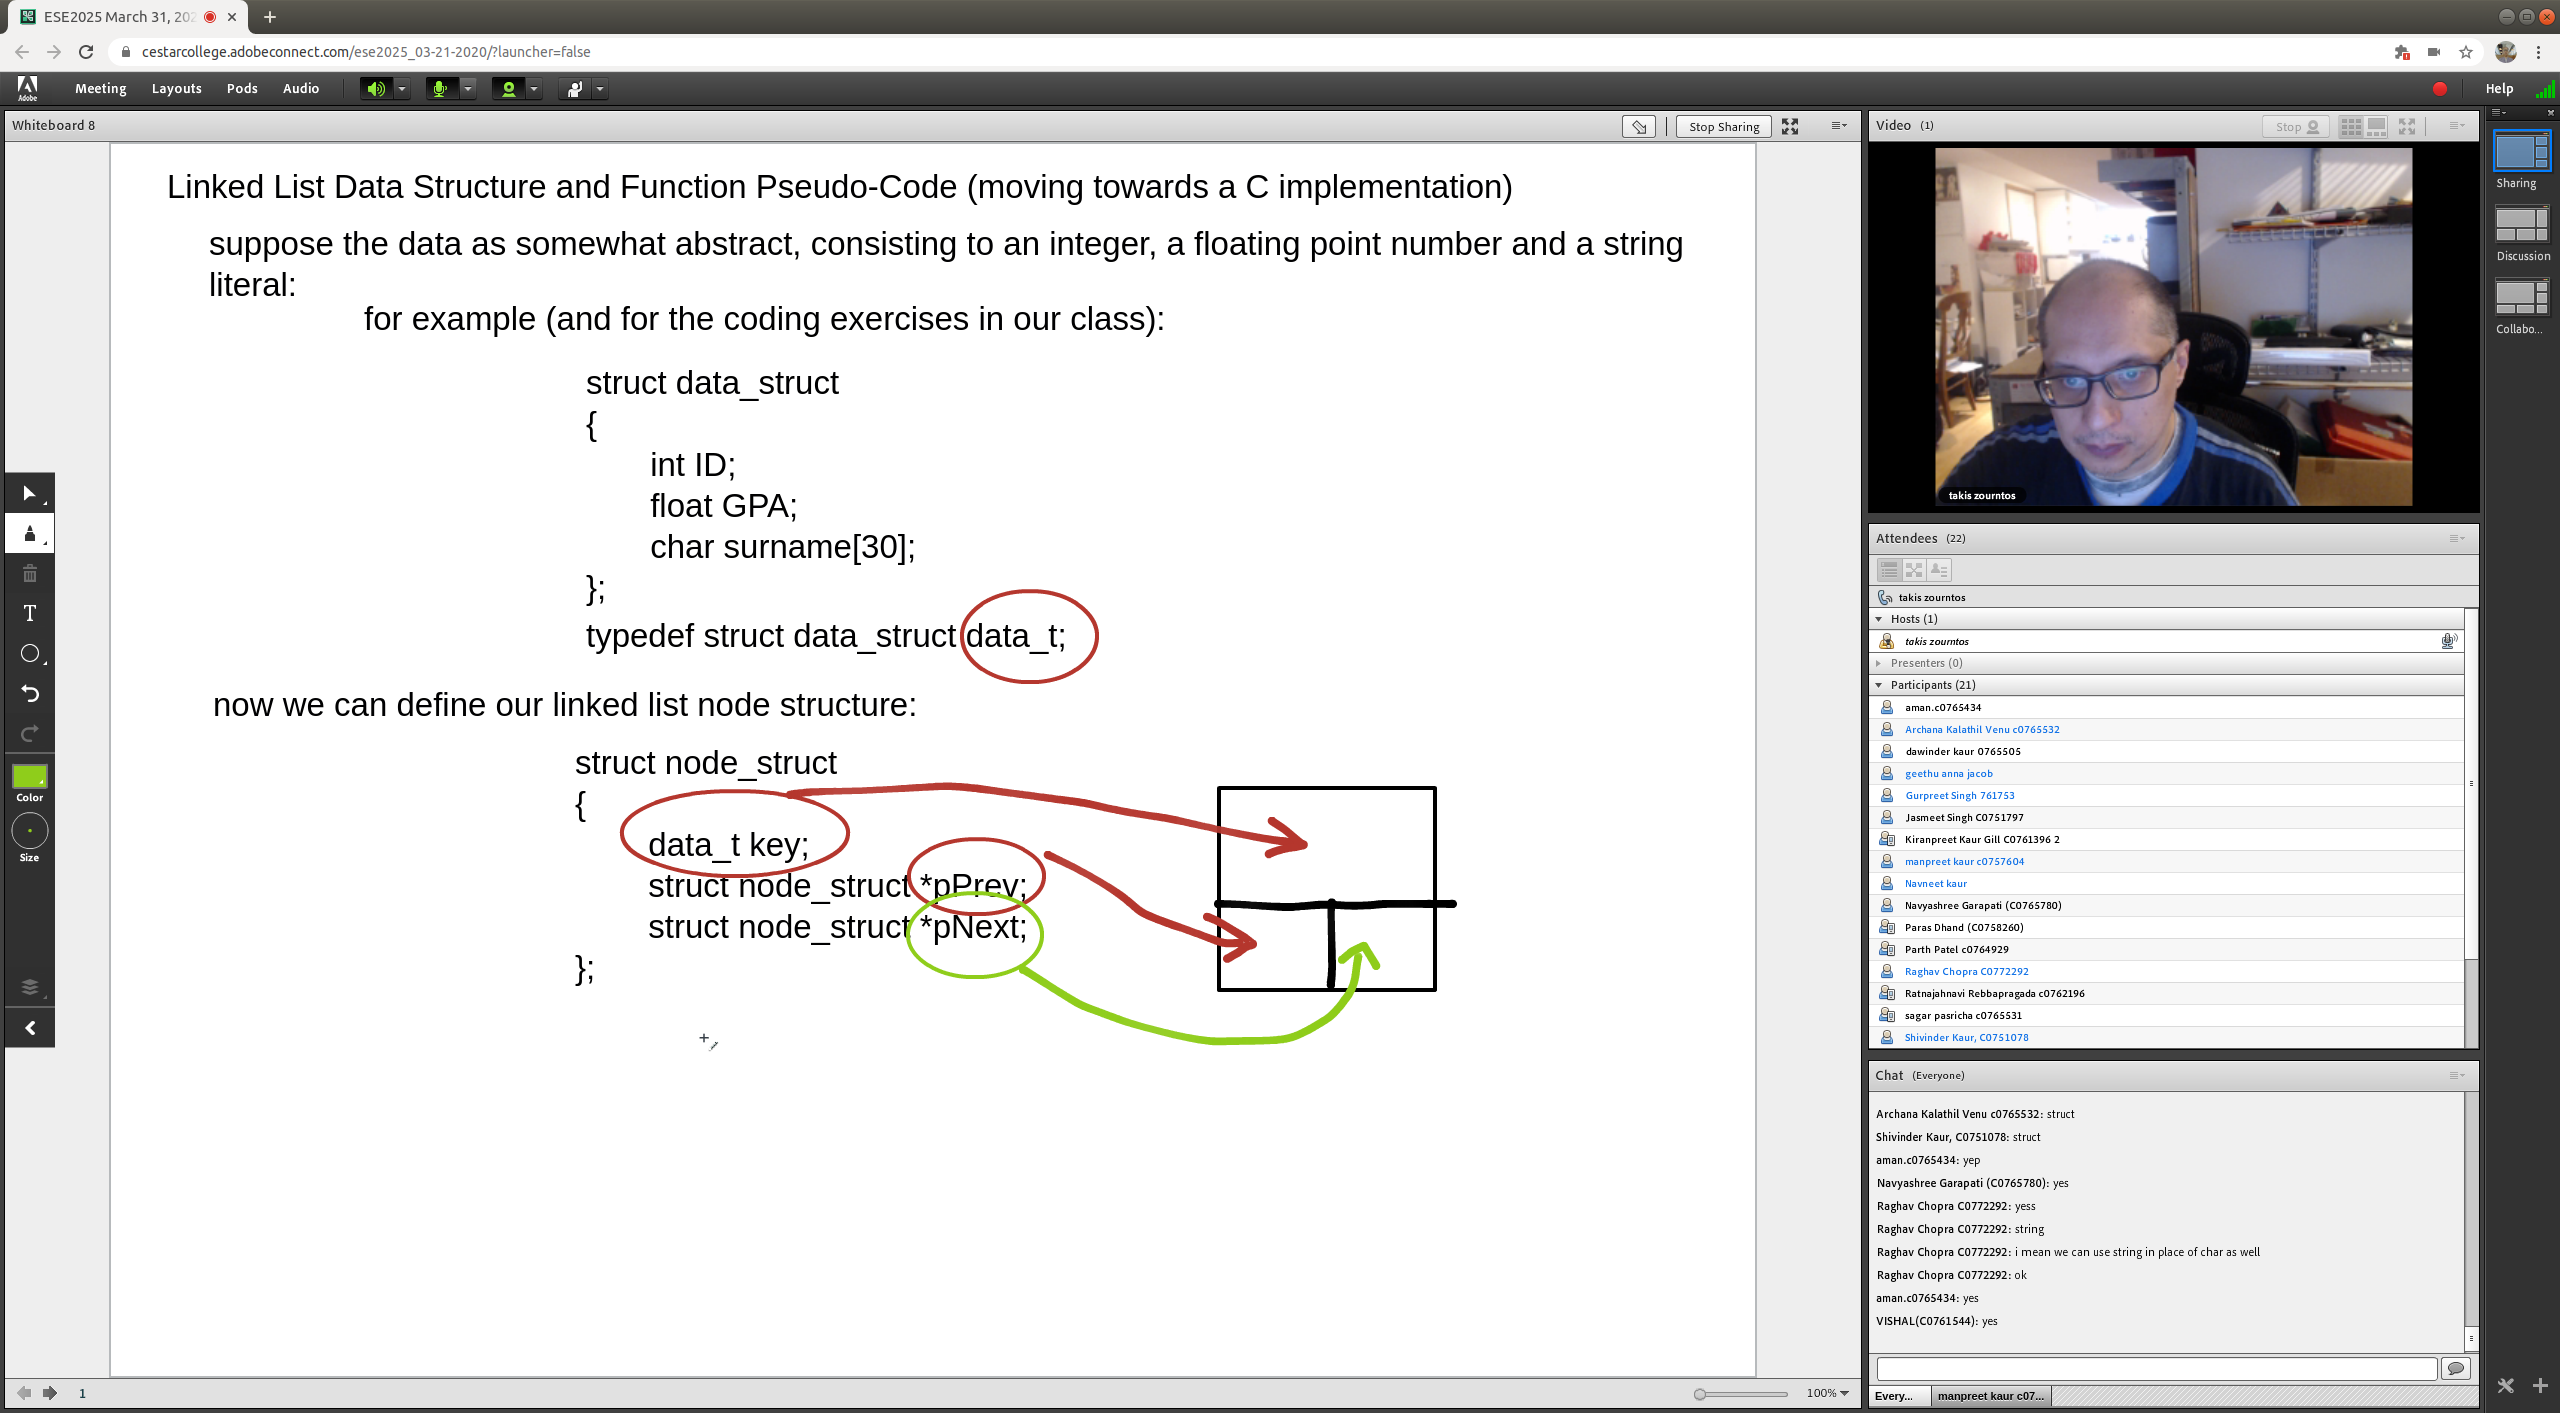 ESE2025 March 31, 202
cestarcollege.adobeconnect.com/ese2025_03-21-2020/?launcher=false
Adobe
Meeting
Layouts
Pods
Audio
Help
Whiteboard 8
Stop Sharing
Linked List Data Structure and Function Pseudo-Code (moving towards a C implementation)
suppose the data as somewhat abstract, consisting to an integer, a floating point number and a string
literal:
for example (and for the coding exercises in our class):
struct data_struct
{
int ID;
float GPA;
char surname[30];
};
typedef struct data_struct data_t;
now we can define our linked list node structure:
struct node_struct
{
data_t key;
struct node_struct *pPrev;
struct node_struct *pNext;
};
T
Color
Size
1
100%
Video (1)
Stop
takis zourntos
Attendees (22)
takis zourntos
Hosts (1)
takis zourntos
Presenters (0)
Participants (21)
aman.c0765434
Archana Kalathil Venu c0765532
dawinder kaur 0765505
geethu anna jacob
Gurpreet Singh 761753
Jasmeet Singh C0751797
Kiranpreet Kaur Gill C0761396 2
manpreet kaur c0757604
Navneet kaur
Navyashree Garapati (C0765780)
Paras Dhand (C0758260)
Parth Patel c0764929
Raghav Chopra C0772292
Ratnajahnavi Rebbapragada c0762196
sagar pasricha c0765531
Shivinder Kaur, C0751078
Chat (Everyone)
Archana Kalathil Venu c0765532: struct
Shivinder Kaur, C0751078: struct
aman.c0765434: yep
Navyashree Garapati (C0765780): yes
Raghav Chopra C0772292: yess
Raghav Chopra C0772292: string
Raghav Chopra C0772292: i mean we can use string in place of char as well
Raghav Chopra C0772292: ok
aman.c0765434: yes
VISHAL(C0761544): yes
Every...
manpreet kaur c07...
Sharing
Discussion
Collabo...